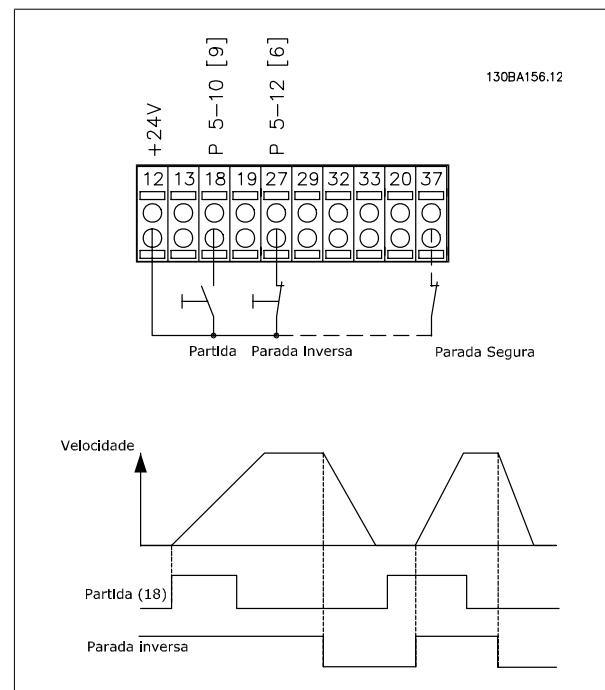 130BA156.12
+24V
P 5-10 [9]
P 5-12 [6]
12 13 18 19 27 29 32 33 20 37
Partida Parada Inversa Parada Segura
Velocidade
Partida (18)
Parada inversa